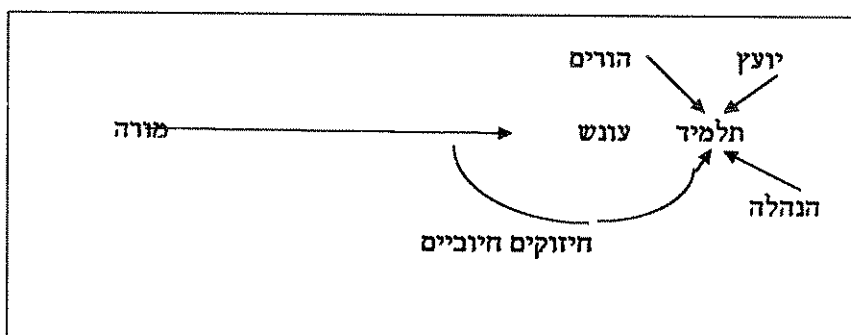 יועץ הורים
תלמיד עונש מורה
הנהלה
חיזוקים חיוביים